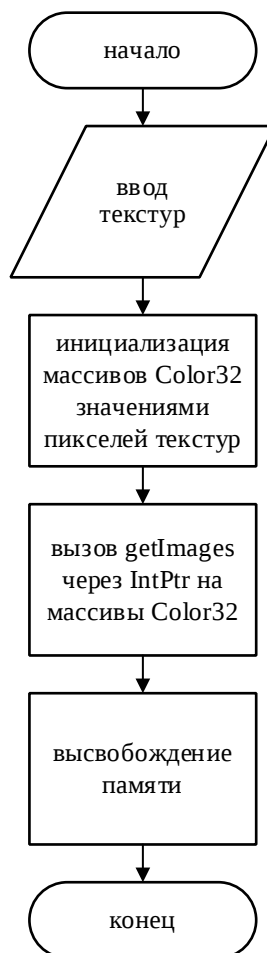 начало
ввод
текстур
инициализация
массивов Color32
значениями
пикселей текстур
вызов getImages
через IntPtr на
массивы Color32
высвобождение
памяти
конец